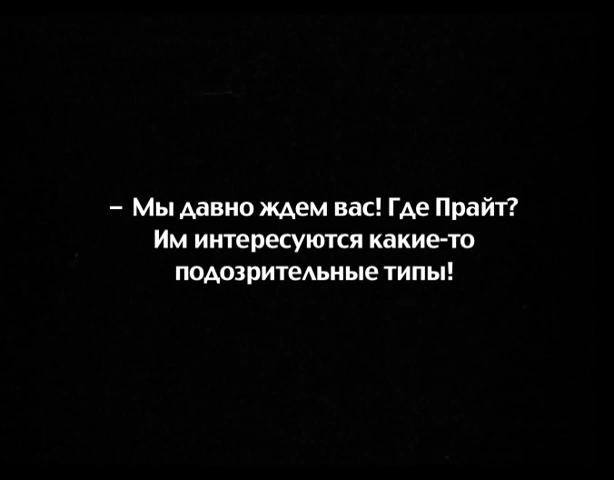 – Мы давно ждем вас! Где Прайт?
Им интересуются какие-то
подозрительные типы!